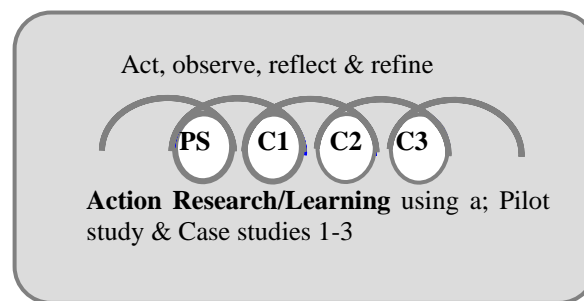 Act, observe, reflect & refine
PS C1 C2 C3
Action Research/Learning using a; Pilot
study & Case studies 1-3